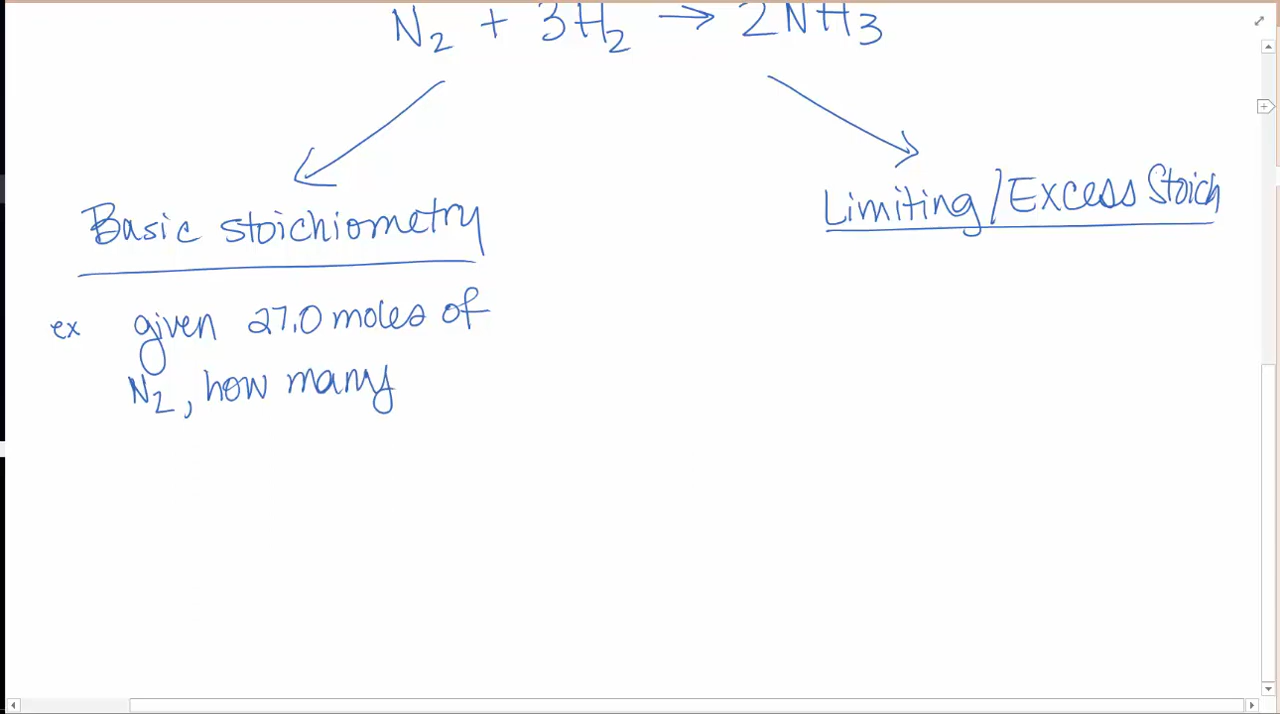 N₂ + 3H₂ → 2NH₃
Basic stoichiometry
Limiting/Excess Stoich
ex given 27.0 moles of
N₂, how many